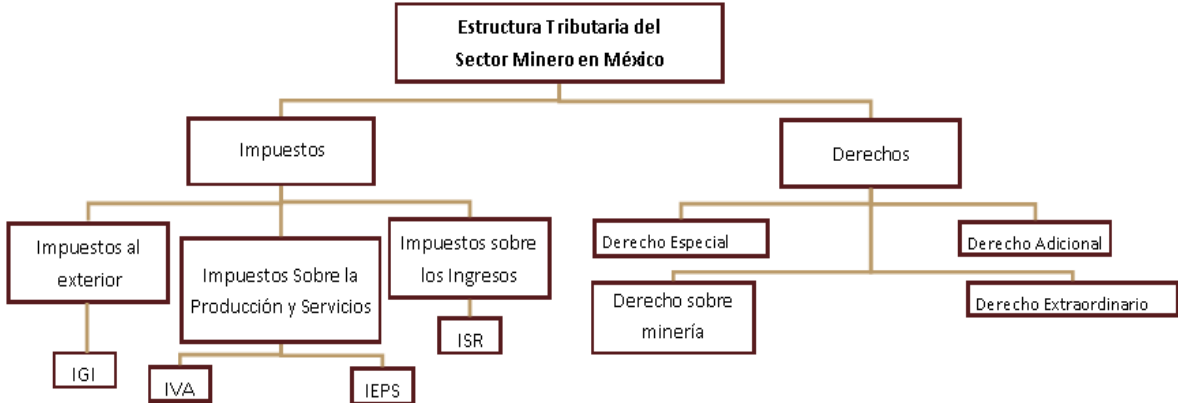 Estructura Tributaria del
Sector Minero en México
Impuestos
Derechos
Impuestos al
exterior
Impuestos Sobre la
Producción y Servicios
Impuestos sobre
los Ingresos
Derecho Especial
Derecho Adicional
Derecho sobre
minería
Derecho Extraordinario
IGI
IVA
IEPS
ISR